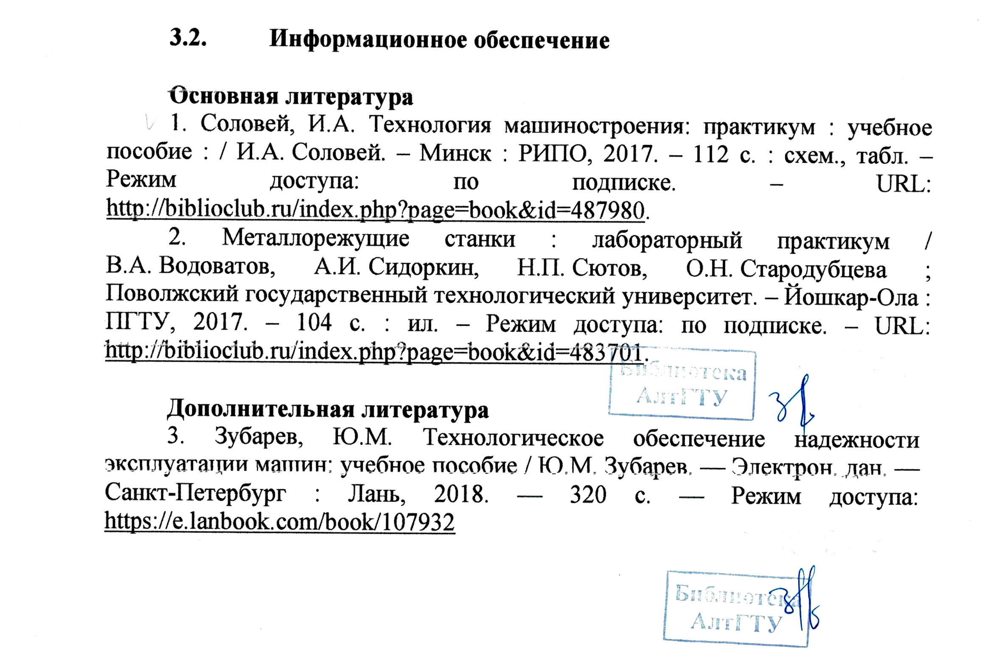 3.2. Информационное обеспечение
Основная литература
1. Соловей, И.А. Технология машиностроения: практикум : учебное
пособие : / И.А. Соловей. – Минск : РИПО, 2017. – 112 с. : схем., табл. –
Режим доступа: по подписке. – URL:
http://biblioclub.ru/index.php?page=book&id=487980.
2. Металлорежущие станки : лабораторный практикум /
В.А. Водоватов, А.И. Сидоркин, Н.П. Сютов, О.Н. Стародубцева ;
Поволжский государственный технологический университет. – Йошкар-Ола :
ПГТУ, 2017. – 104 с. : ил. – Режим доступа: по подписке. – URL:
http://biblioclub.ru/index.php?page=book&id=483701.
Библиотека
АлтГТУ
Дополнительная литература
3. Зубарев, Ю.М. Технологическое обеспечение надежности
эксплуатации машин: учебное пособие / Ю.М. Зубарев. — Электрон. дан. —
Санкт-Петербург : Лань, 2018. — 320 с. — Режим доступа:
https://e.lanbook.com/book/107932
Библиотека
АлтГТУ